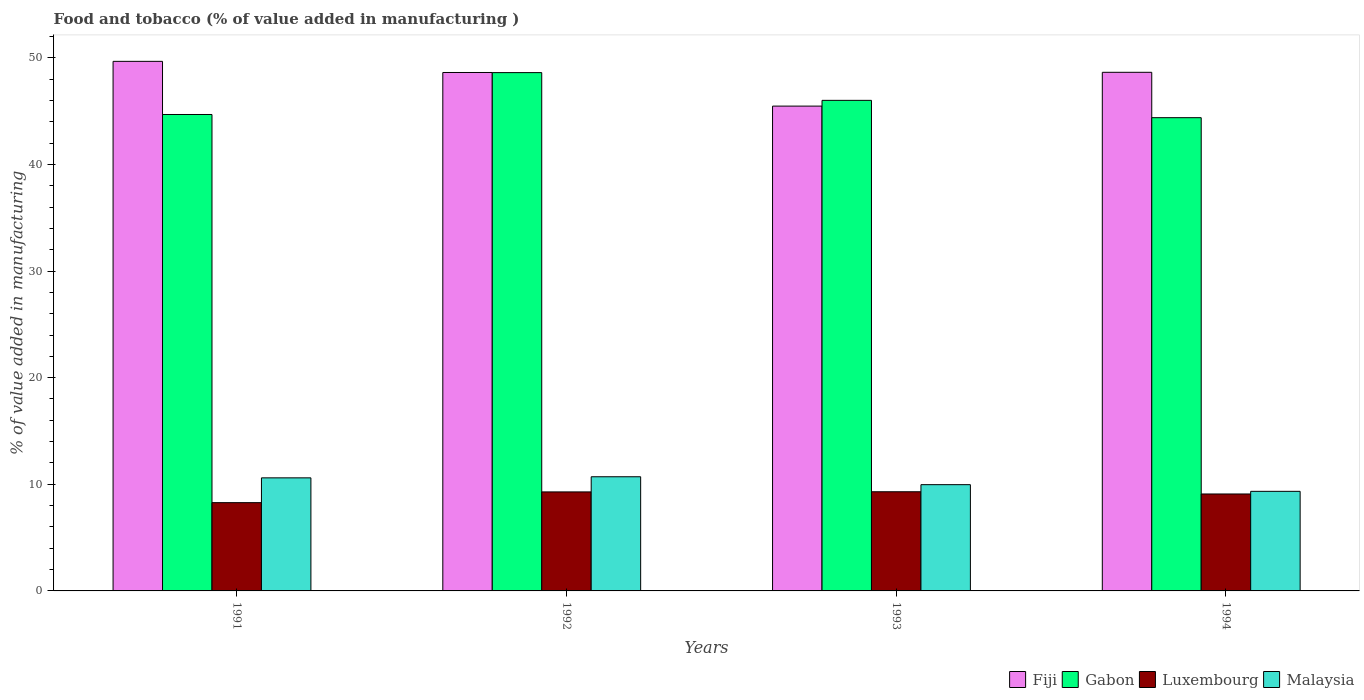 Food and tobacco (% of value added in manufacturing )
% of value added in manufacturing
50
40
30
20
10
0
1991
1992
1993
1994
Years
Fiji
Gabon
Luxembourg
Malaysia